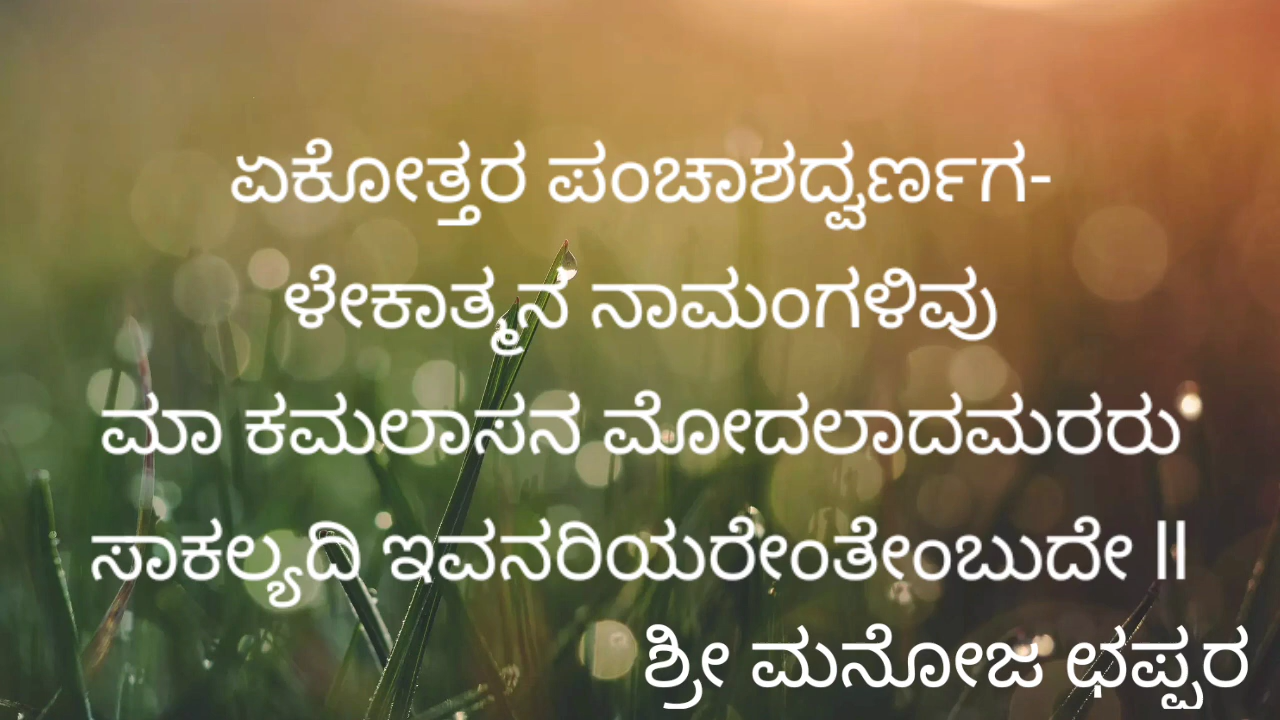 ಏಕೋತ್ತರ ಪಂಚಾಶದ್ವರ್ಣಗ-
ಳೇಕಾತ್ಮನ ನಾಮಂಗಳಿವು
ಮಾ ಕಮಲಾಸನ ಮೋದಲಾದಮರರು
ಸಾಕಲ್ಯದಿ ಇವನರಿಯರೇಂತೇಂಬುದೇ ||
ಶ್ರೀ ಮನೋಜ ಛಪ್ಪರ